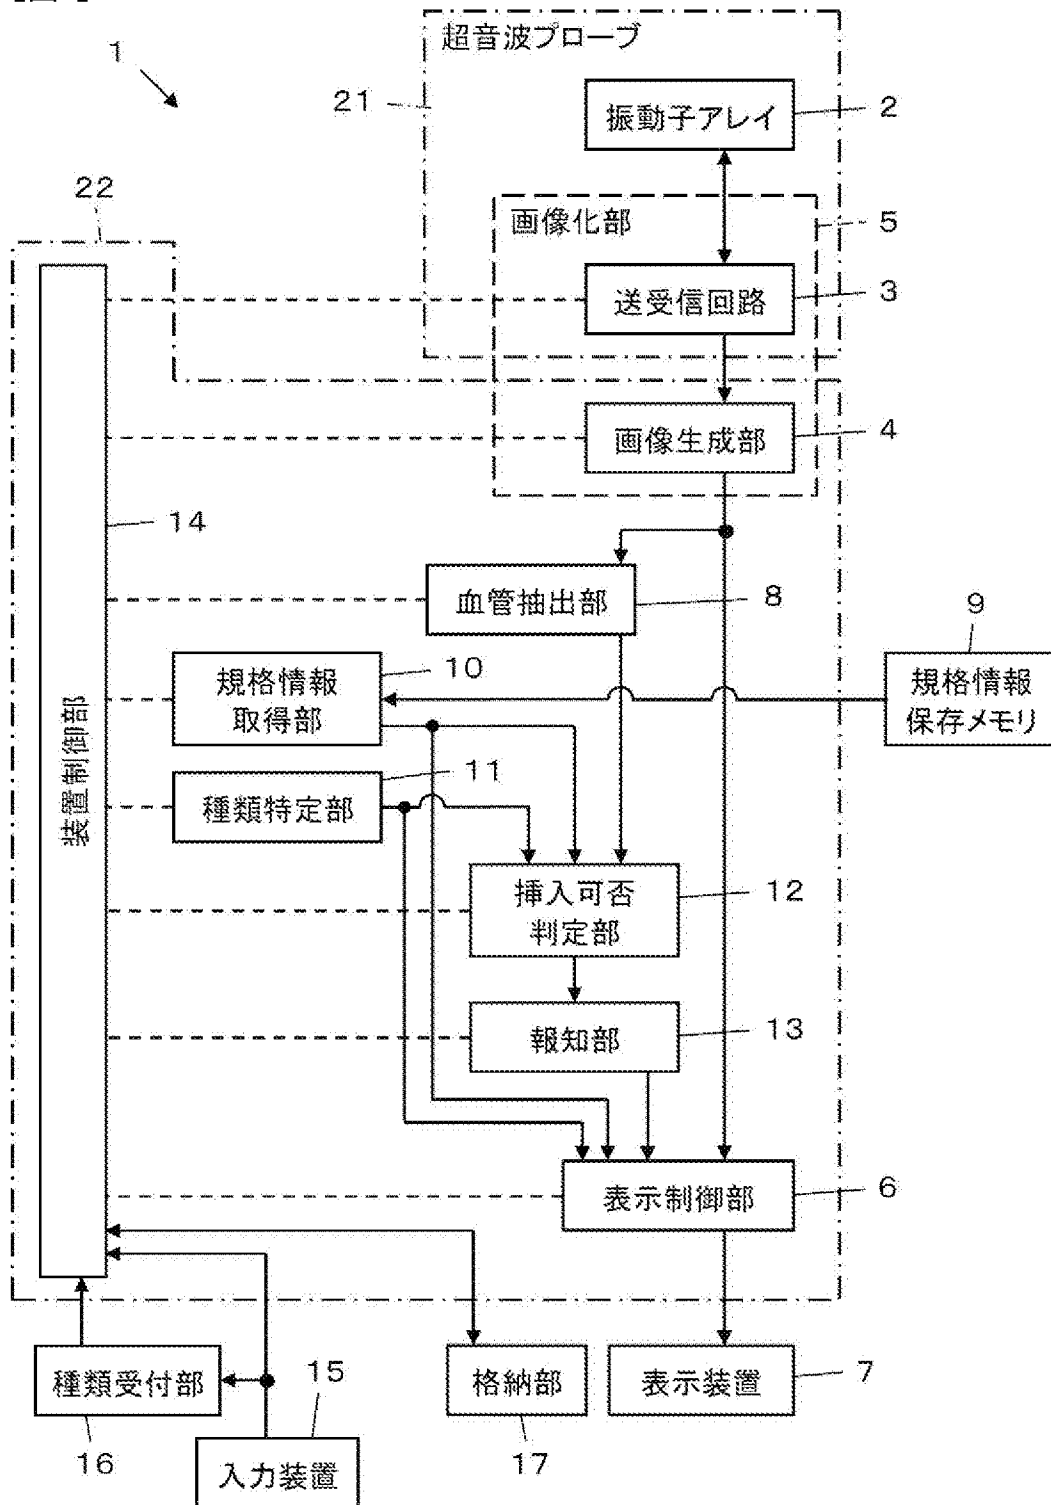 超音波プローブ
1
21
振動子アレイ
2
22
画像化部
5
送受信回路
3
画像生成部
4
14
血管抽出部
8
9
規格情報
取得部
10
規格情報
保存メモリ
装置制御部
種類特定部
11
挿入可否
判定部
12
報知部
13
表示制御部
6
種類受付部
15
格納部
表示装置
7
16
入力装置
17